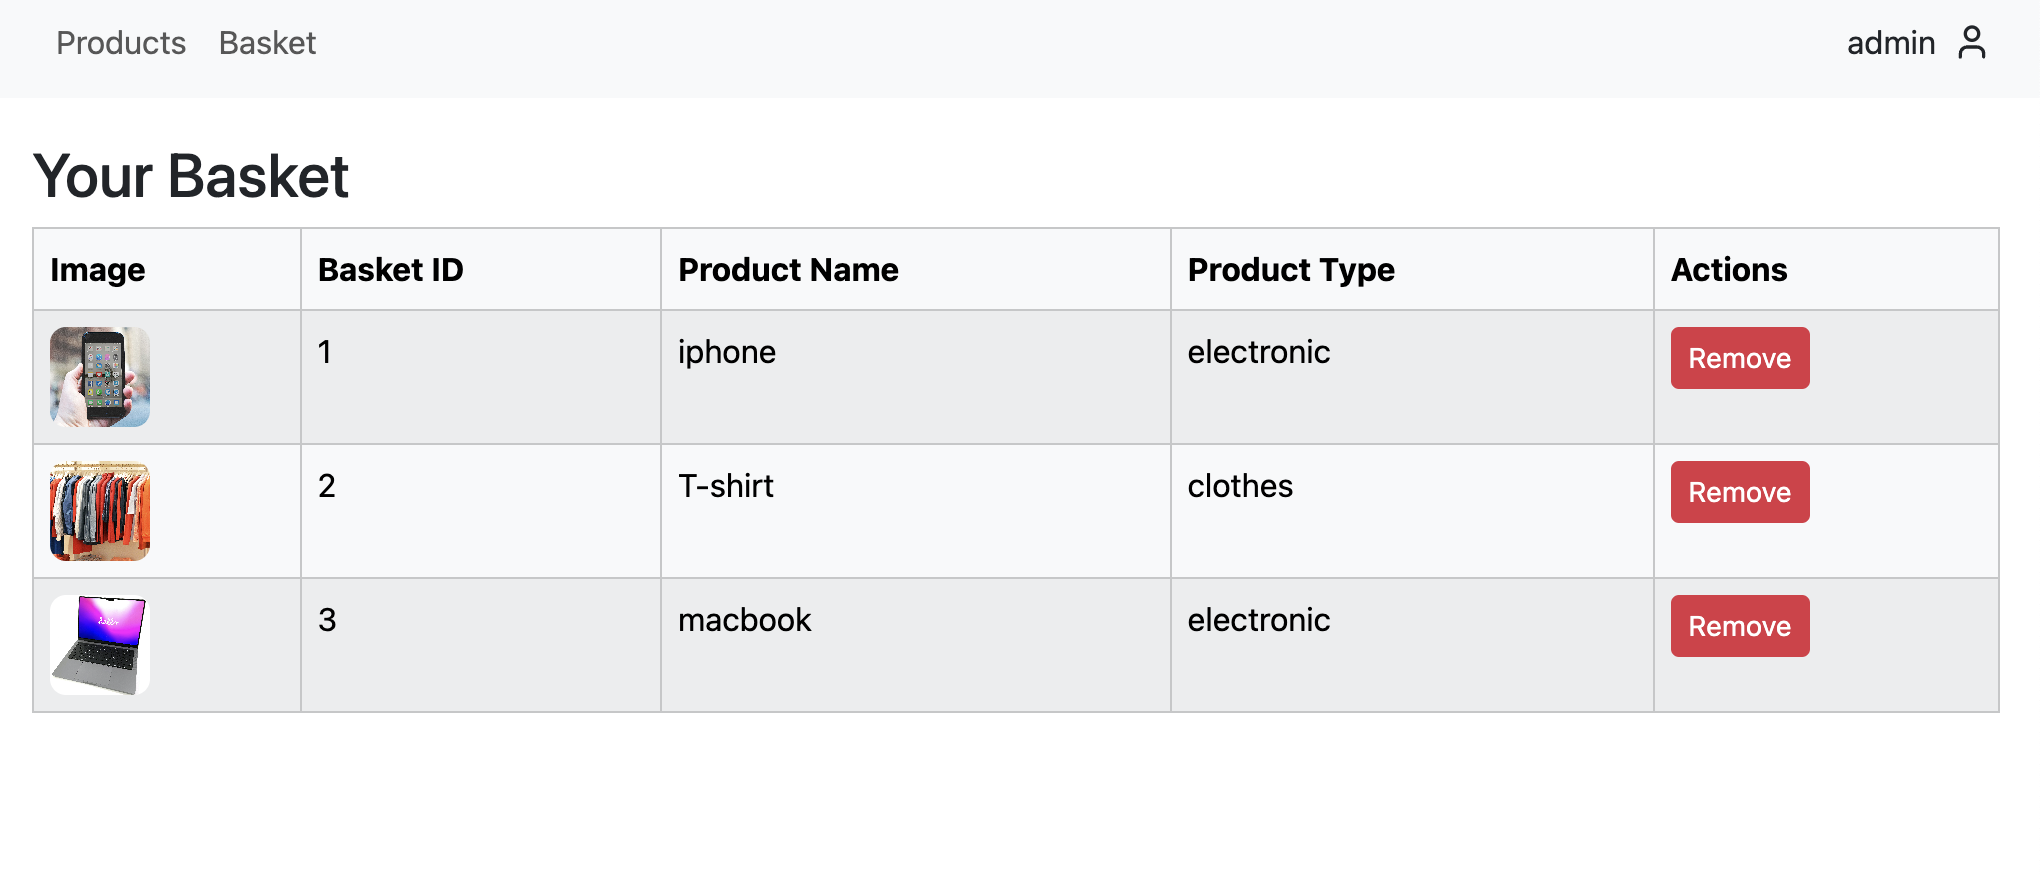 Products Basket admin
Your Basket
Image Basket ID Product Name Product Type Actions
1 iphone electronic Remove
2 T-shirt clothes Remove
3 macbook electronic Remove